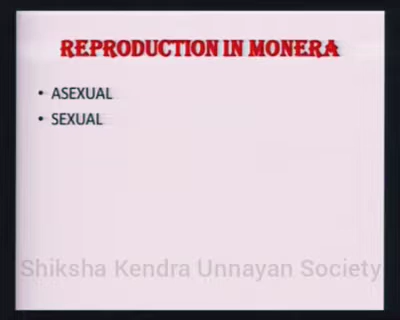 REPRODUCTION IN MONERA
• ASEXUAL
• SEXUAL
Shiksha Kendra Unnayan Society